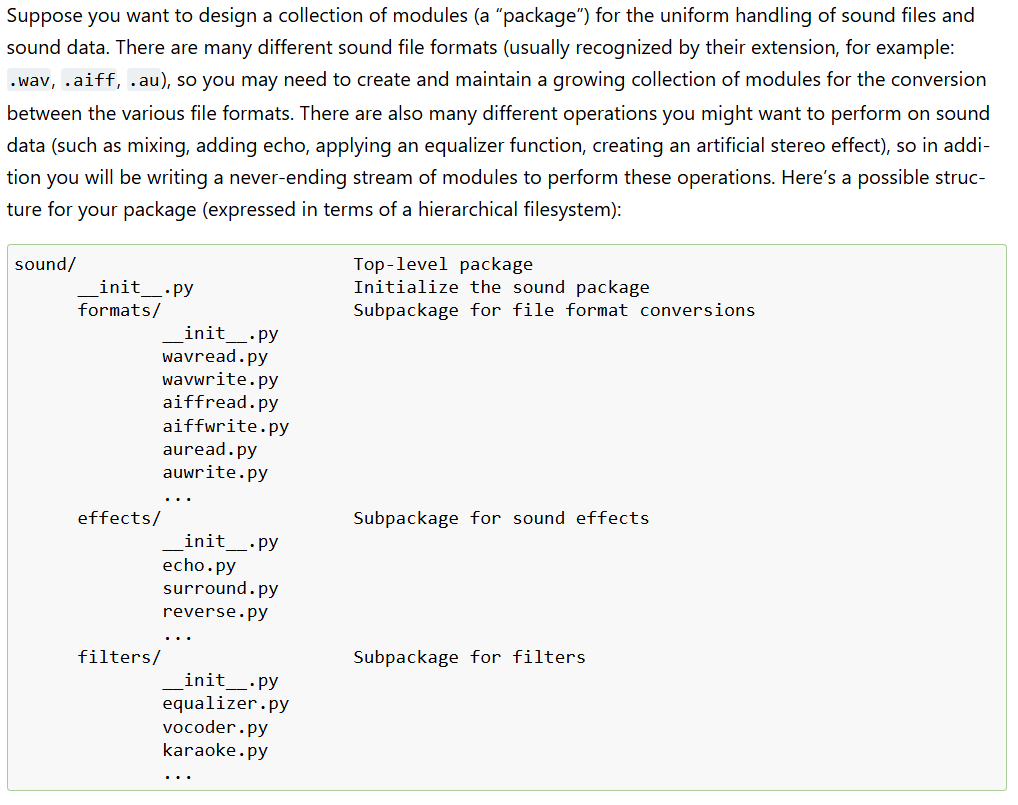 Suppose you want to design a collection of modules (a “package”) for the uniform handling of sound files and
sound data. There are many different sound file formats (usually recognized by their extension, for example:
.wav, .aiff, .au), so you may need to create and maintain a growing collection of modules for the conversion
between the various file formats. There are also many different operations you might want to perform on sound
data (such as mixing, adding echo, applying an equalizer function, creating an artificial stereo effect), so in addi-
tion you will be writing a never-ending stream of modules to perform these operations. Here’s a possible struc-
ture for your package (expressed in terms of a hierarchical filesystem):
sound/                          Top-level package
      __init__.py               Initialize the sound package
      formats/                  Subpackage for file format conversions
              __init__.py
              wavread.py
              wavwrite.py
              aiffread.py
              aiffwrite.py
              auread.py
              auwrite.py
              ...
      effects/                  Subpackage for sound effects
              __init__.py
              echo.py
              surround.py
              reverse.py
              ...
      filters/                  Subpackage for filters
              __init__.py
              equalizer.py
              vocoder.py
              karaoke.py
              ...